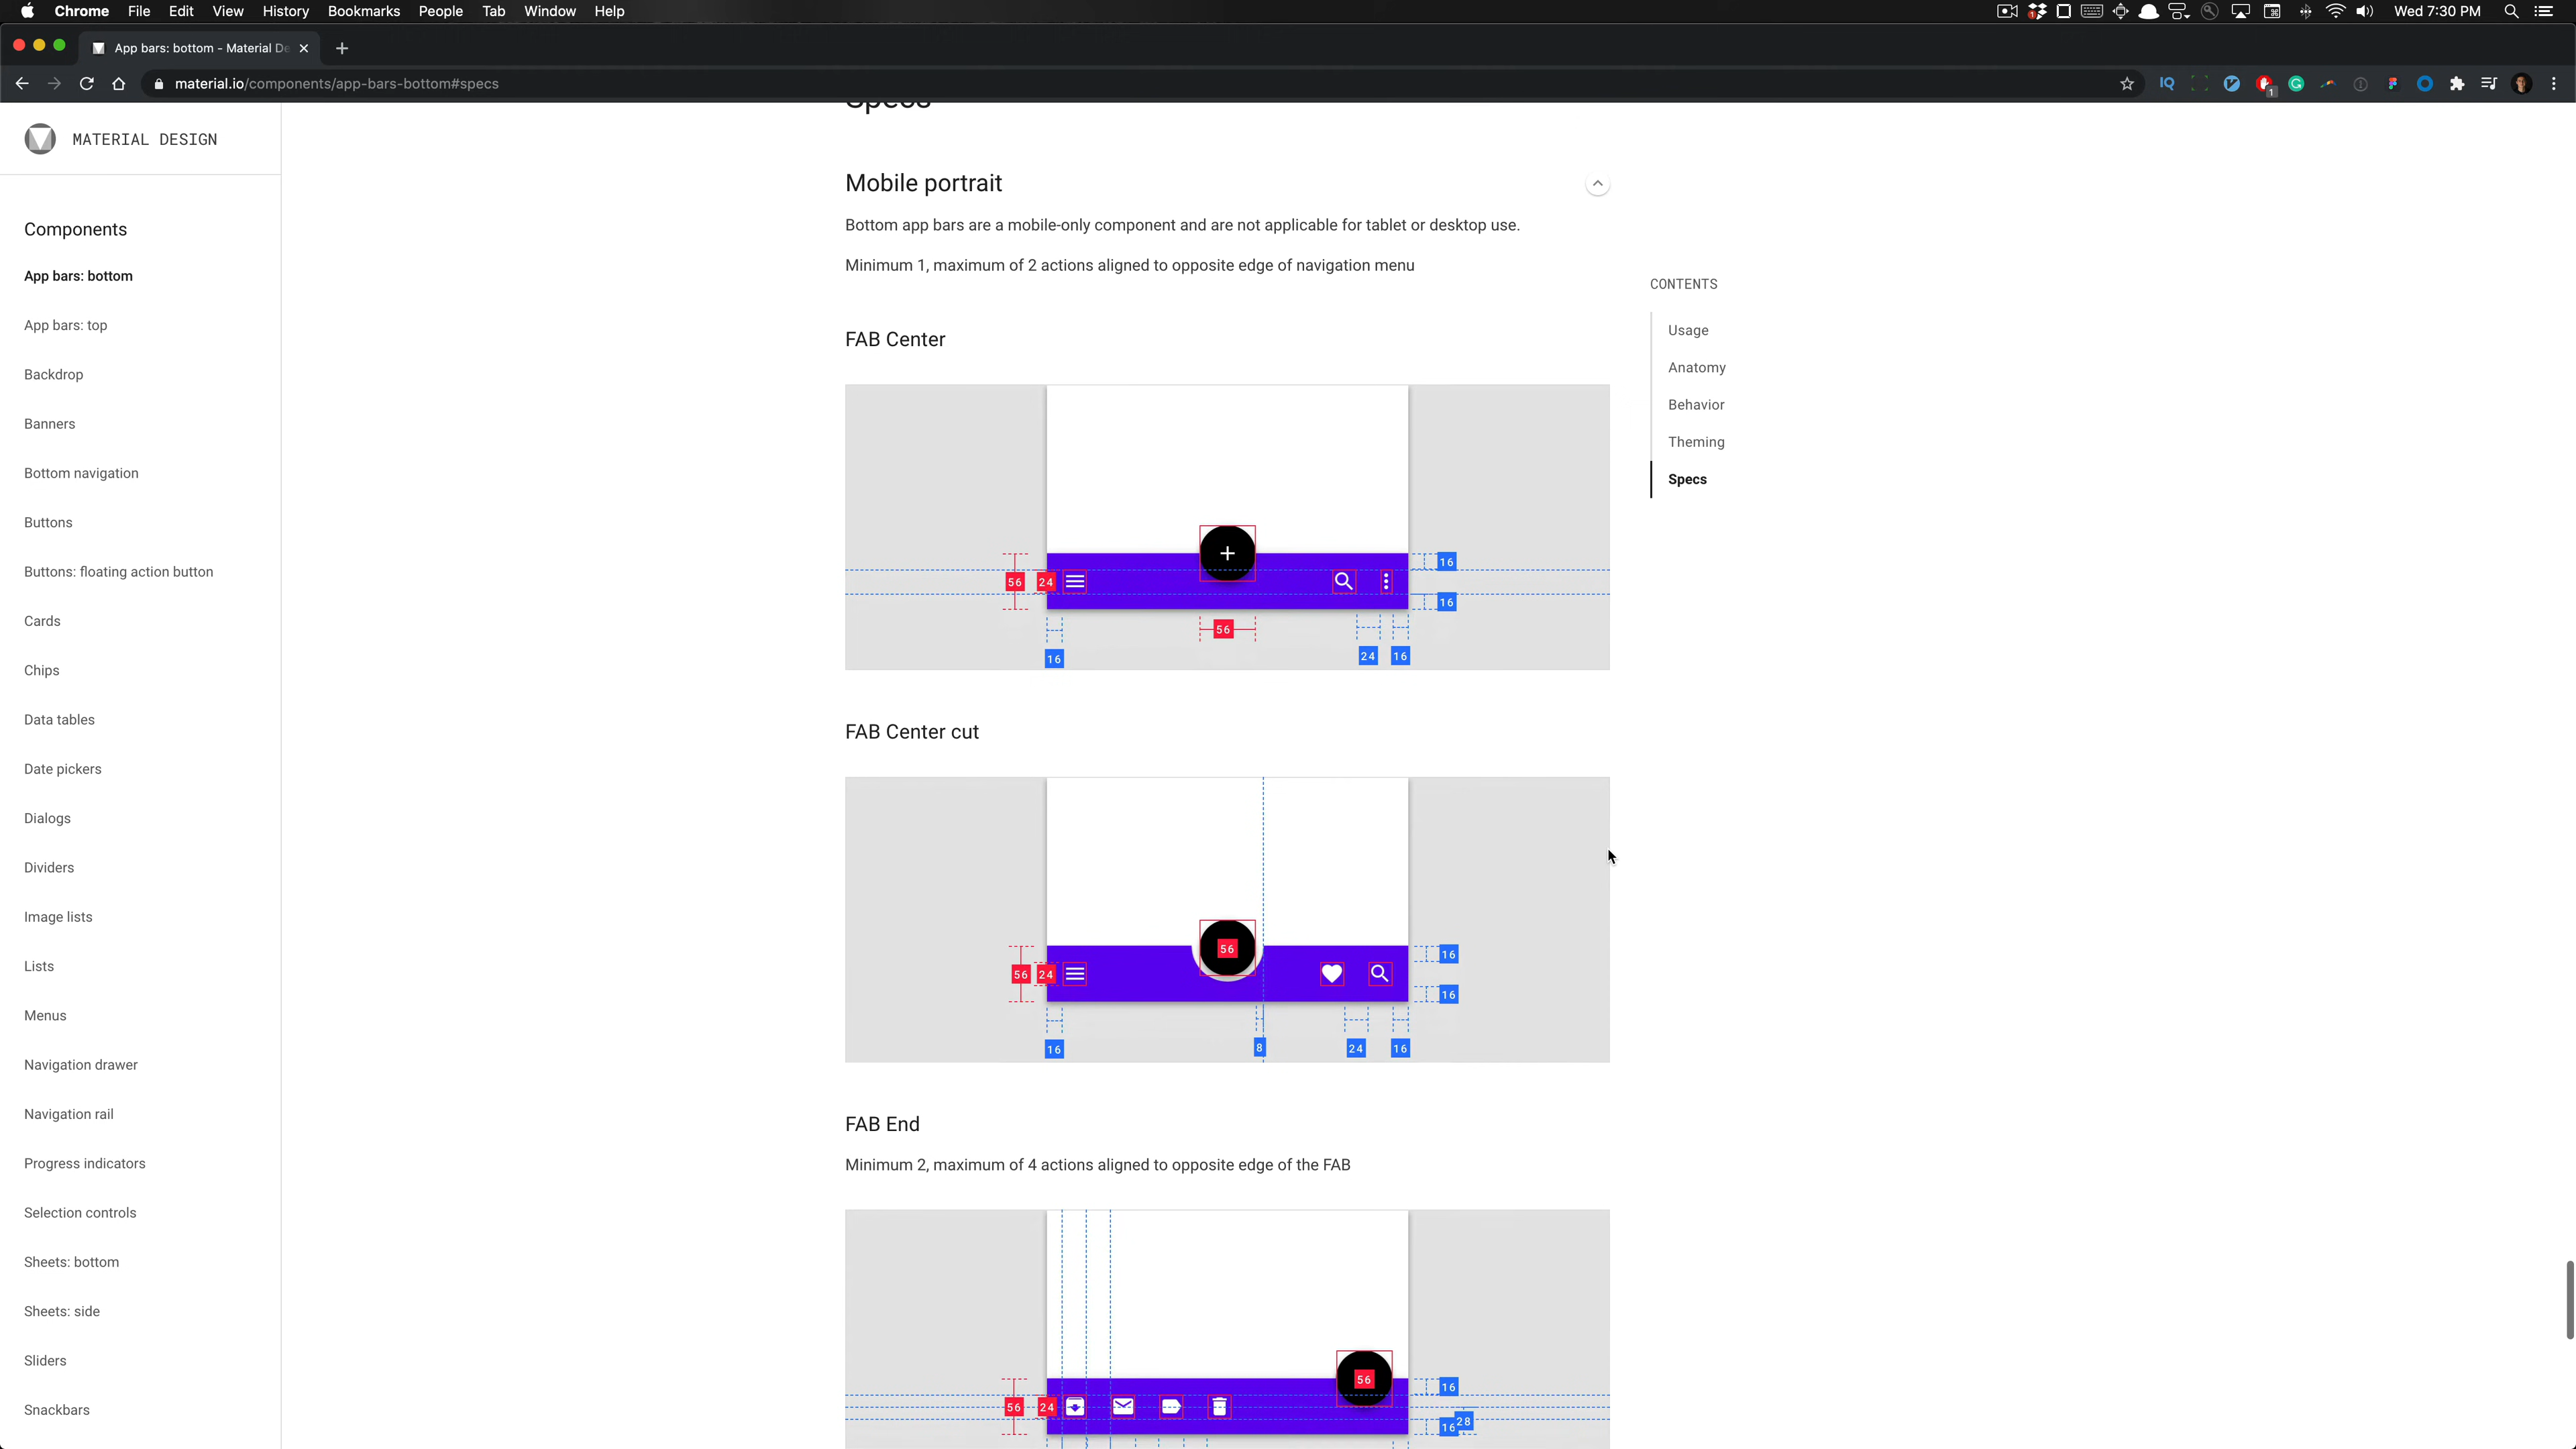 Chrome File Edit View History Bookmarks People Tab Window Help
1
Wed 7:30 PM
App bars: bottom - Material De
material.io/components/app-bars-bottom#specs
IQ
1
MATERIAL DESIGN
Components
App bars: bottom
App bars: top
Backdrop
Banners
Bottom navigation
Buttons
Buttons: floating action button
Cards
Chips
Data tables
Date pickers
Dialogs
Dividers
Image lists
Lists
Menus
Navigation drawer
Navigation rail
Progress indicators
Selection controls
Sheets: bottom
Sheets: side
Sliders
Snackbars
Specs
Mobile portrait
Bottom app bars are a mobile-only component and are not applicable for tablet or desktop use.
Minimum 1, maximum of 2 actions aligned to opposite edge of navigation menu
FAB Center
16
56 24
16
56
16 24 16
FAB Center cut
56
16
56 24
16
16 8 24 16
FAB End
Minimum 2, maximum of 4 actions aligned to opposite edge of the FAB
56
16
56 24
16 28
CONTENTS
Usage
Anatomy
Behavior
Theming
Specs